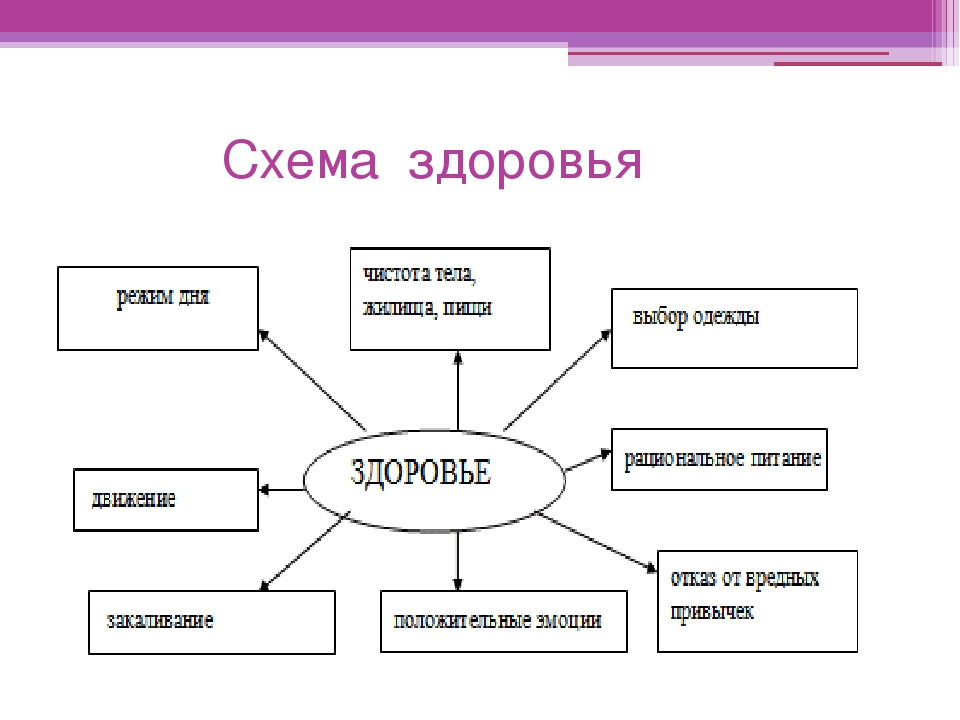 Схема здоровья
режим дня
чистота тела,
жилища, пищи
выбор одежды
ЗДОРОВЬЕ
рациональное питание
движение
отказ от вредных
привычек
закаливание
положительные эмоции